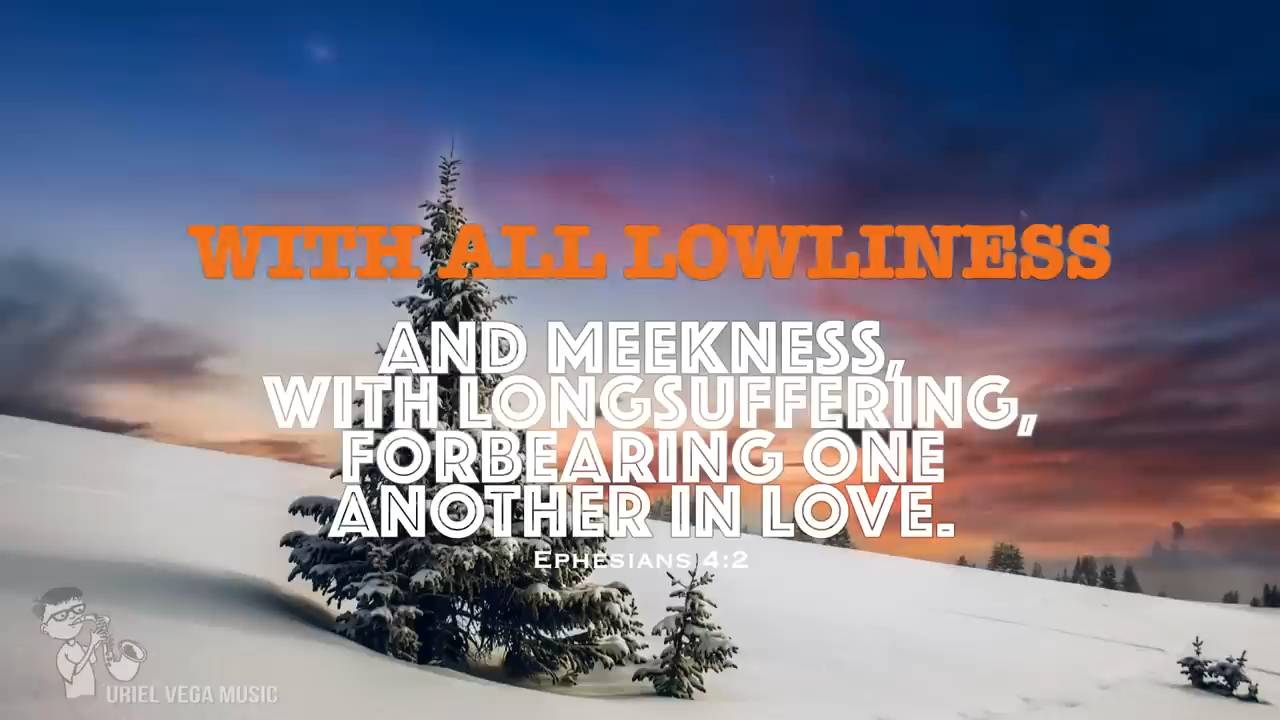 WITH ALL LOWLINESS
AND MEEKNESS,
WITH LONGSUFFERING,
FORBEARING ONE
ANOTHER IN LOVE.
EPHESIANS 4:2
URIEL VEGA MUSIC